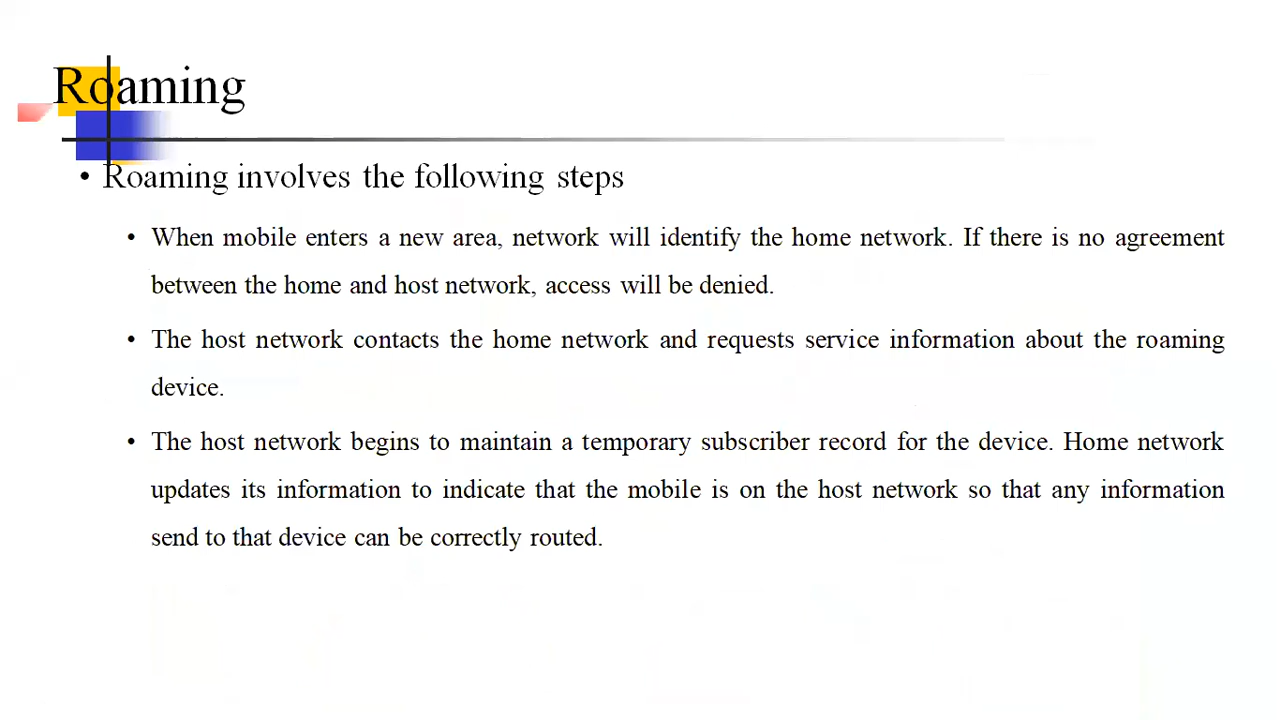 Roaming
• Roaming involves the following steps
• When mobile enters a new area, network will identify the home network. If there is no agreement
between the home and host network, access will be denied.
• The host network contacts the home network and requests service information about the roaming
device.
• The host network begins to maintain a temporary subscriber record for the device. Home network
updates its information to indicate that the mobile is on the host network so that any information
send to that device can be correctly routed.